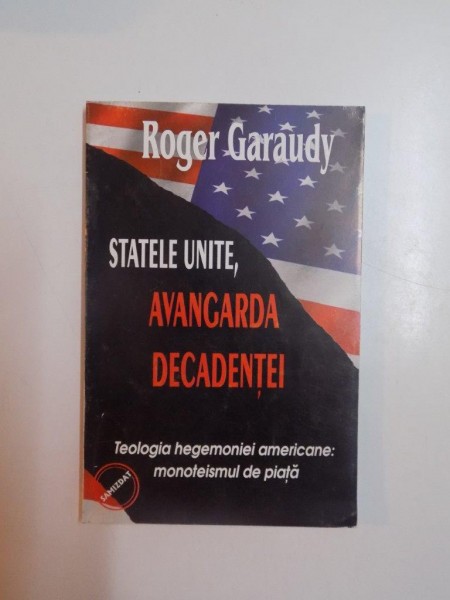 Roger Garaudy
STATELE UNITE,
AVANGARDA
DECADENȚEI
Teologia hegemoniei americane:
monoteismul de piață
SAMIZDAT